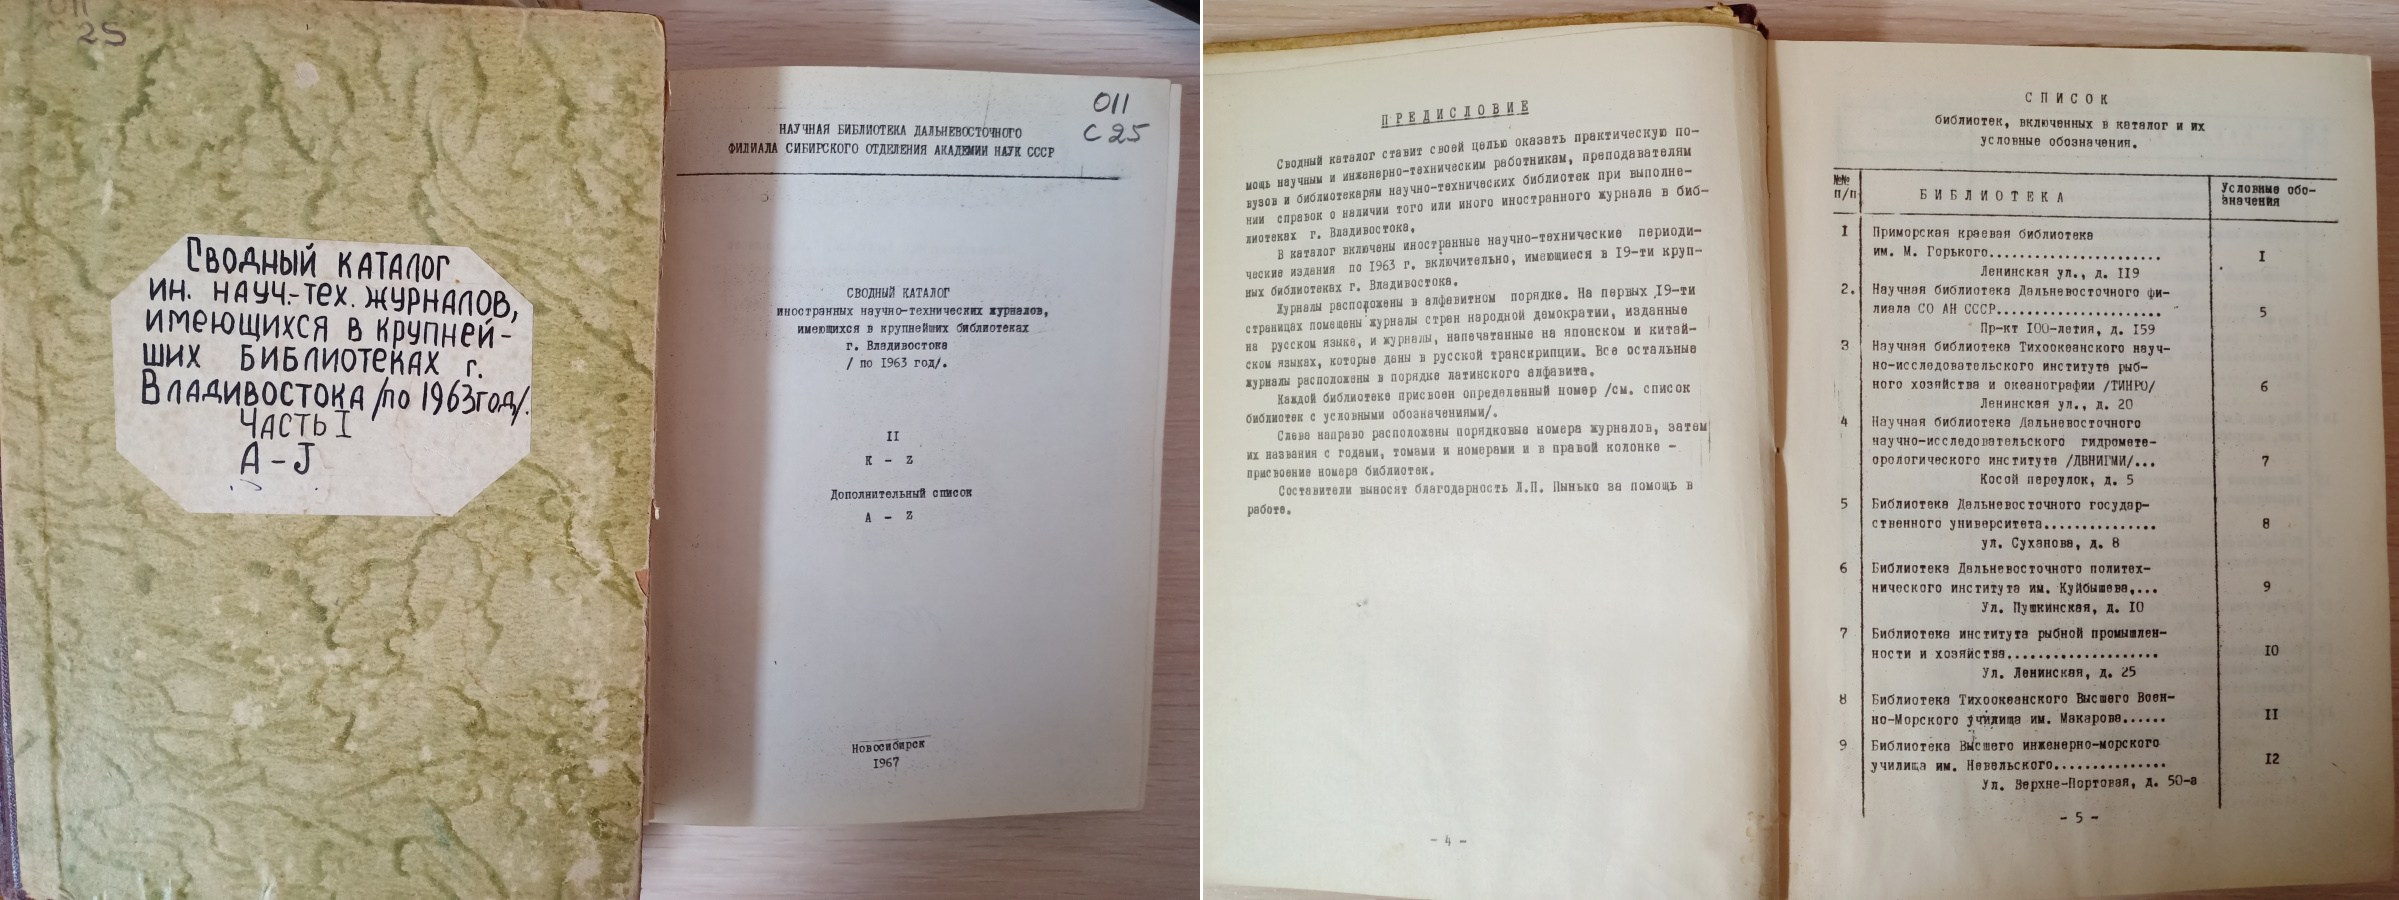 011
25
Сводный каталог
ин. науч.-тех. журналов,
имеющихся в крупней-
ших библиотеках г.
Владивостока /по 1963 год/.
Часть I
A – J
011
С 25
НАУЧНАЯ БИБЛИОТЕКА ДАЛЬНЕВОСТОЧНОГО
ФИЛИАЛА СИБИРСКОГО ОТДЕЛЕНИЯ АКАДЕМИИ НАУК СССР
СВОДНЫЙ КАТАЛОГ
иностранных научно-технических журналов,
имеющихся в крупнейших библиотеках
г. Владивостока
/ по 1963 год/.
II
K – Z
Дополнительный список
A – Z
Новосибирск
1967
ПРЕДИСЛОВИЕ
Сводный каталог ставит своей целью оказать практическую по-
мощь научным и инженерно-техническим работникам, преподавателям
вузов и библиотекарям научно-технических библиотек при выполне-
нии справок о наличии того или иного иностранного журнала в биб-
лиотеках г. Владивостока.
В каталог включены иностранные научно-технические периоди-
ческие издания по 1963 г. включительно, имеющиеся в 19-ти круп-
ных библиотеках г. Владивостока.
Журналы расположены в алфавитном порядке. На первых 19-ти
страницах помещены журналы стран народной демократии, изданные
на русском языке, и журналы, напечатанные на японском и китай-
ском языках, которые даны в русской транскрипции. Все остальные
журналы расположены в порядке латинского алфавита.
Каждой библиотеке присвоен определенный номер /см. список
библиотек с условными обозначениями/.
Слева направо расположены порядковые номера журналов, затем
их названия с годами, томами и номерами и в правой колонке –
присвоение номера библиотек.
Составители выносят благодарность Л.П. Пынько за помощь в
работе.
– 4 –
СПИСОК
библиотек, включенных в каталог и их
условные обозначения.
№№ п/п БИБЛИОТЕКА Условные обо-
значения
1 Приморская краевая библиотека
им. М. Горького....................... 1
Ленинская ул., д. 119
2. Научная библиотека Дальневосточного фи-
лиала СО АН СССР...................... 5
Пр-кт 100-летия, д. 159
3 Научная библиотека Тихоокеанского науч-
но-исследовательского института рыб-
ного хозяйства и океанографии /ТИНРО/ 6
Ленинская ул., д. 20
4 Научная библиотека Дальневосточного
научно-исследовательского гидромете-
орологического института /ДВНИГМИ/... 7
Косой переулок, д. 5
5 Библиотека Дальневосточного государ-
ственного университета............... 8
ул. Суханова, д. 8
6 Библиотека Дальневосточного политех-
нического института им. Куйбышева,... 9
Ул. Пушкинская, д. 10
7 Библиотека института рыбной промышлен-
ности и хозяйства.................... 10
Ул. Ленинская, д. 25
8 Библиотека Тихоокеанского Высшего Воен-
но-Морского училища им. Макарова...... 11
9 Библиотека Высшего инженерно-морского
училища им. Невельского............... 12
Ул. Верхне-Портовая, д. 50-а
– 5 –